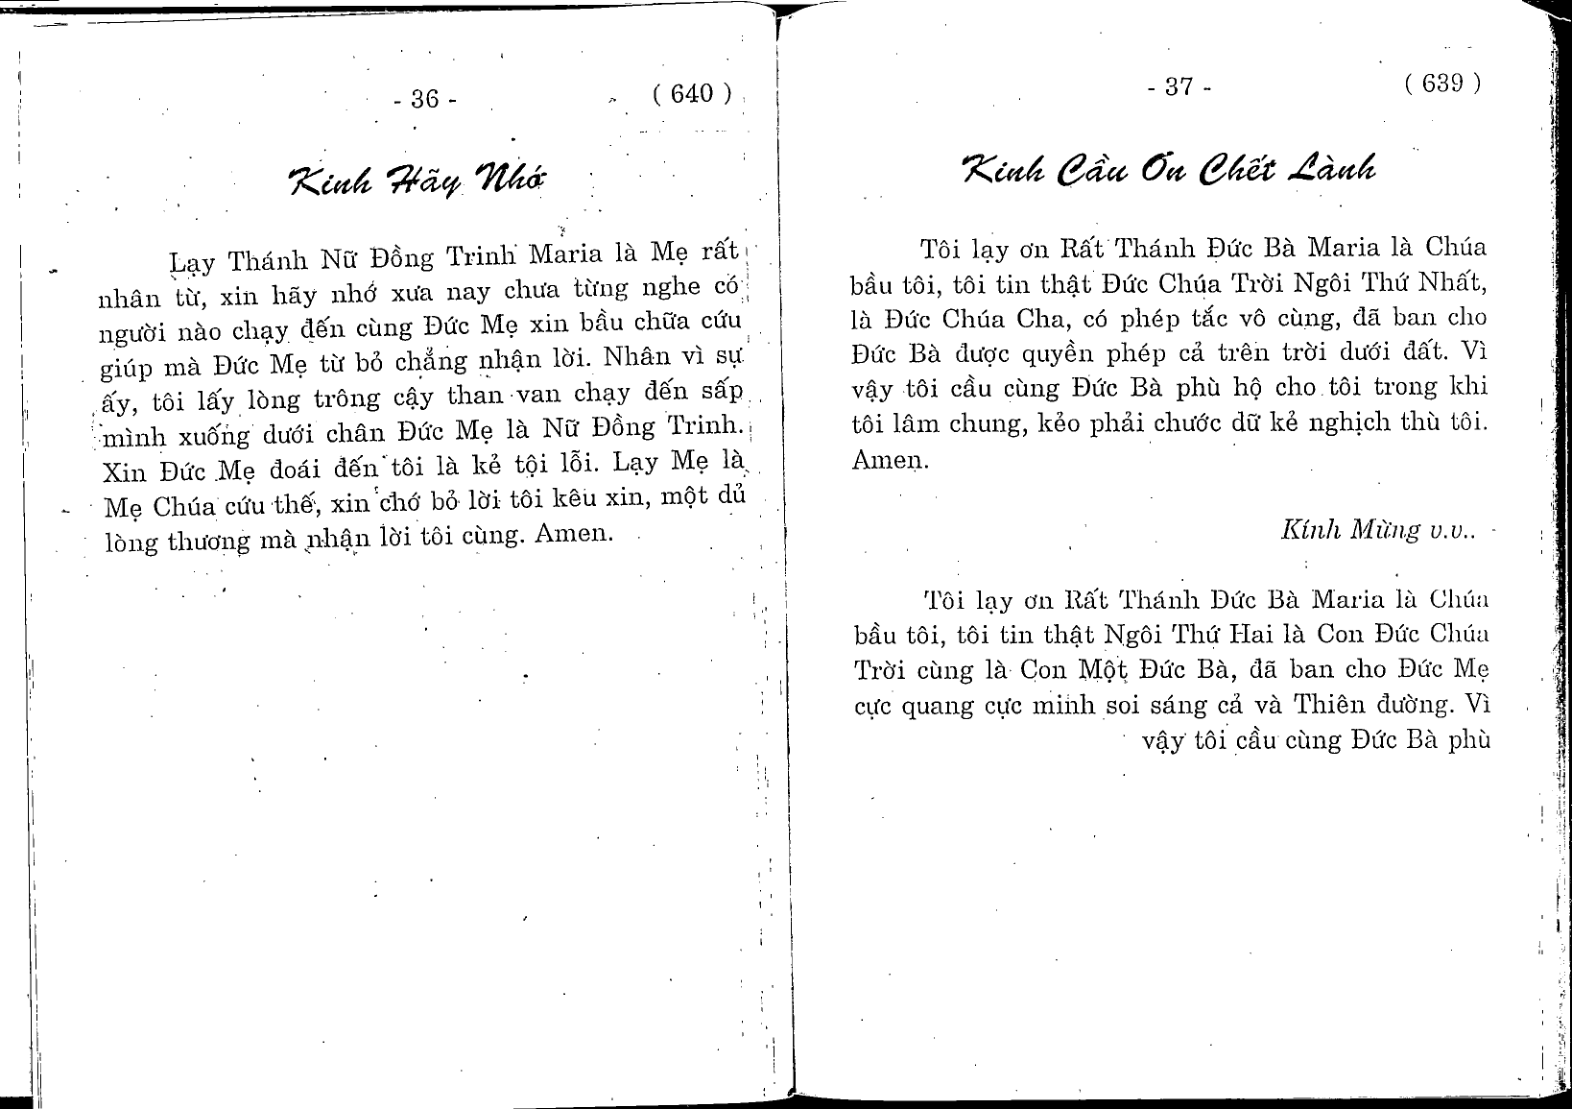 - 36 -
( 640 )
Kinh Hãy Nhớ
Lạy Thánh Nữ Đồng Trinh Maria là Mẹ rất
nhân từ, xin hãy nhớ xưa nay chưa từng nghe có
người nào chạy đến cùng Đức Mẹ xin bầu chữa cứu
giúp mà Đức Mẹ từ bỏ chẳng nhận lời. Nhân vì sự
ấy, tôi lấy lòng trông cậy than van chạy đến sấp
mình xuống dưới chân Đức Mẹ là Nữ Đồng Trinh.
Xin Đức Mẹ đoái đến tôi là kẻ tội lỗi. Lạy Mẹ là
Mẹ Chúa cứu thế, xin chớ bỏ lời tôi kêu xin, một dủ
lòng thương mà nhận lời tôi cùng. Amen.
- 37 -
( 639 )
Kinh Cầu Ơn Chết Lành
Tôi lạy ơn Rất Thánh Đức Bà Maria là Chúa
bầu tôi, tôi tin thật Đức Chúa Trời Ngôi Thứ Nhất,
là Đức Chúa Cha, có phép tắc vô cùng, đã ban cho
Đức Bà được quyền phép cả trên trời dưới đất. Vì
vậy tôi cầu cùng Đức Bà phù hộ cho tôi trong khi
tôi lâm chung, kẻo phải chước dữ kẻ nghịch thù tôi.
Amen.
Kính Mừng v.v..
Tôi lạy ơn Rất Thánh Đức Bà Maria là Chúa
bầu tôi, tôi tin thật Ngôi Thứ Hai là Con Đức Chúa
Trời cùng là Con Một Đức Bà, đã ban cho Đức Mẹ
cực quang cực minh soi sáng cả và Thiên đường. Vì
vậy tôi cầu cùng Đức Bà phù